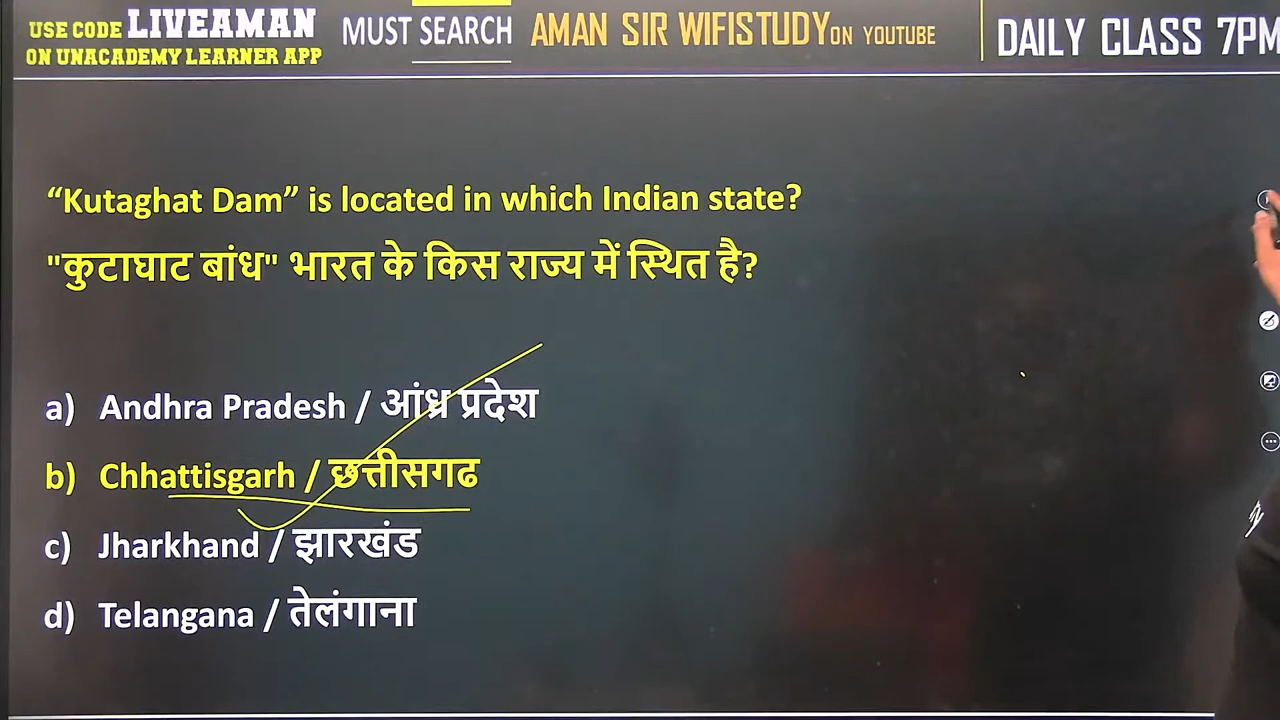 USE CODE LIVEAMAN
ON UNACADEMY LEARNER APP
MUST SEARCH
AMAN SIR WIFISTUDY ON YOUTUBE
DAILY CLASS 7PM
“Kutaghat Dam” is located in which Indian state?
"कुटाघाट बांध" भारत के किस राज्य में स्थित है?
a) Andhra Pradesh / आंध्र प्रदेश
b) Chhattisgarh / छत्तीसगढ
c) Jharkhand / झारखंड
d) Telangana / तेलंगाना